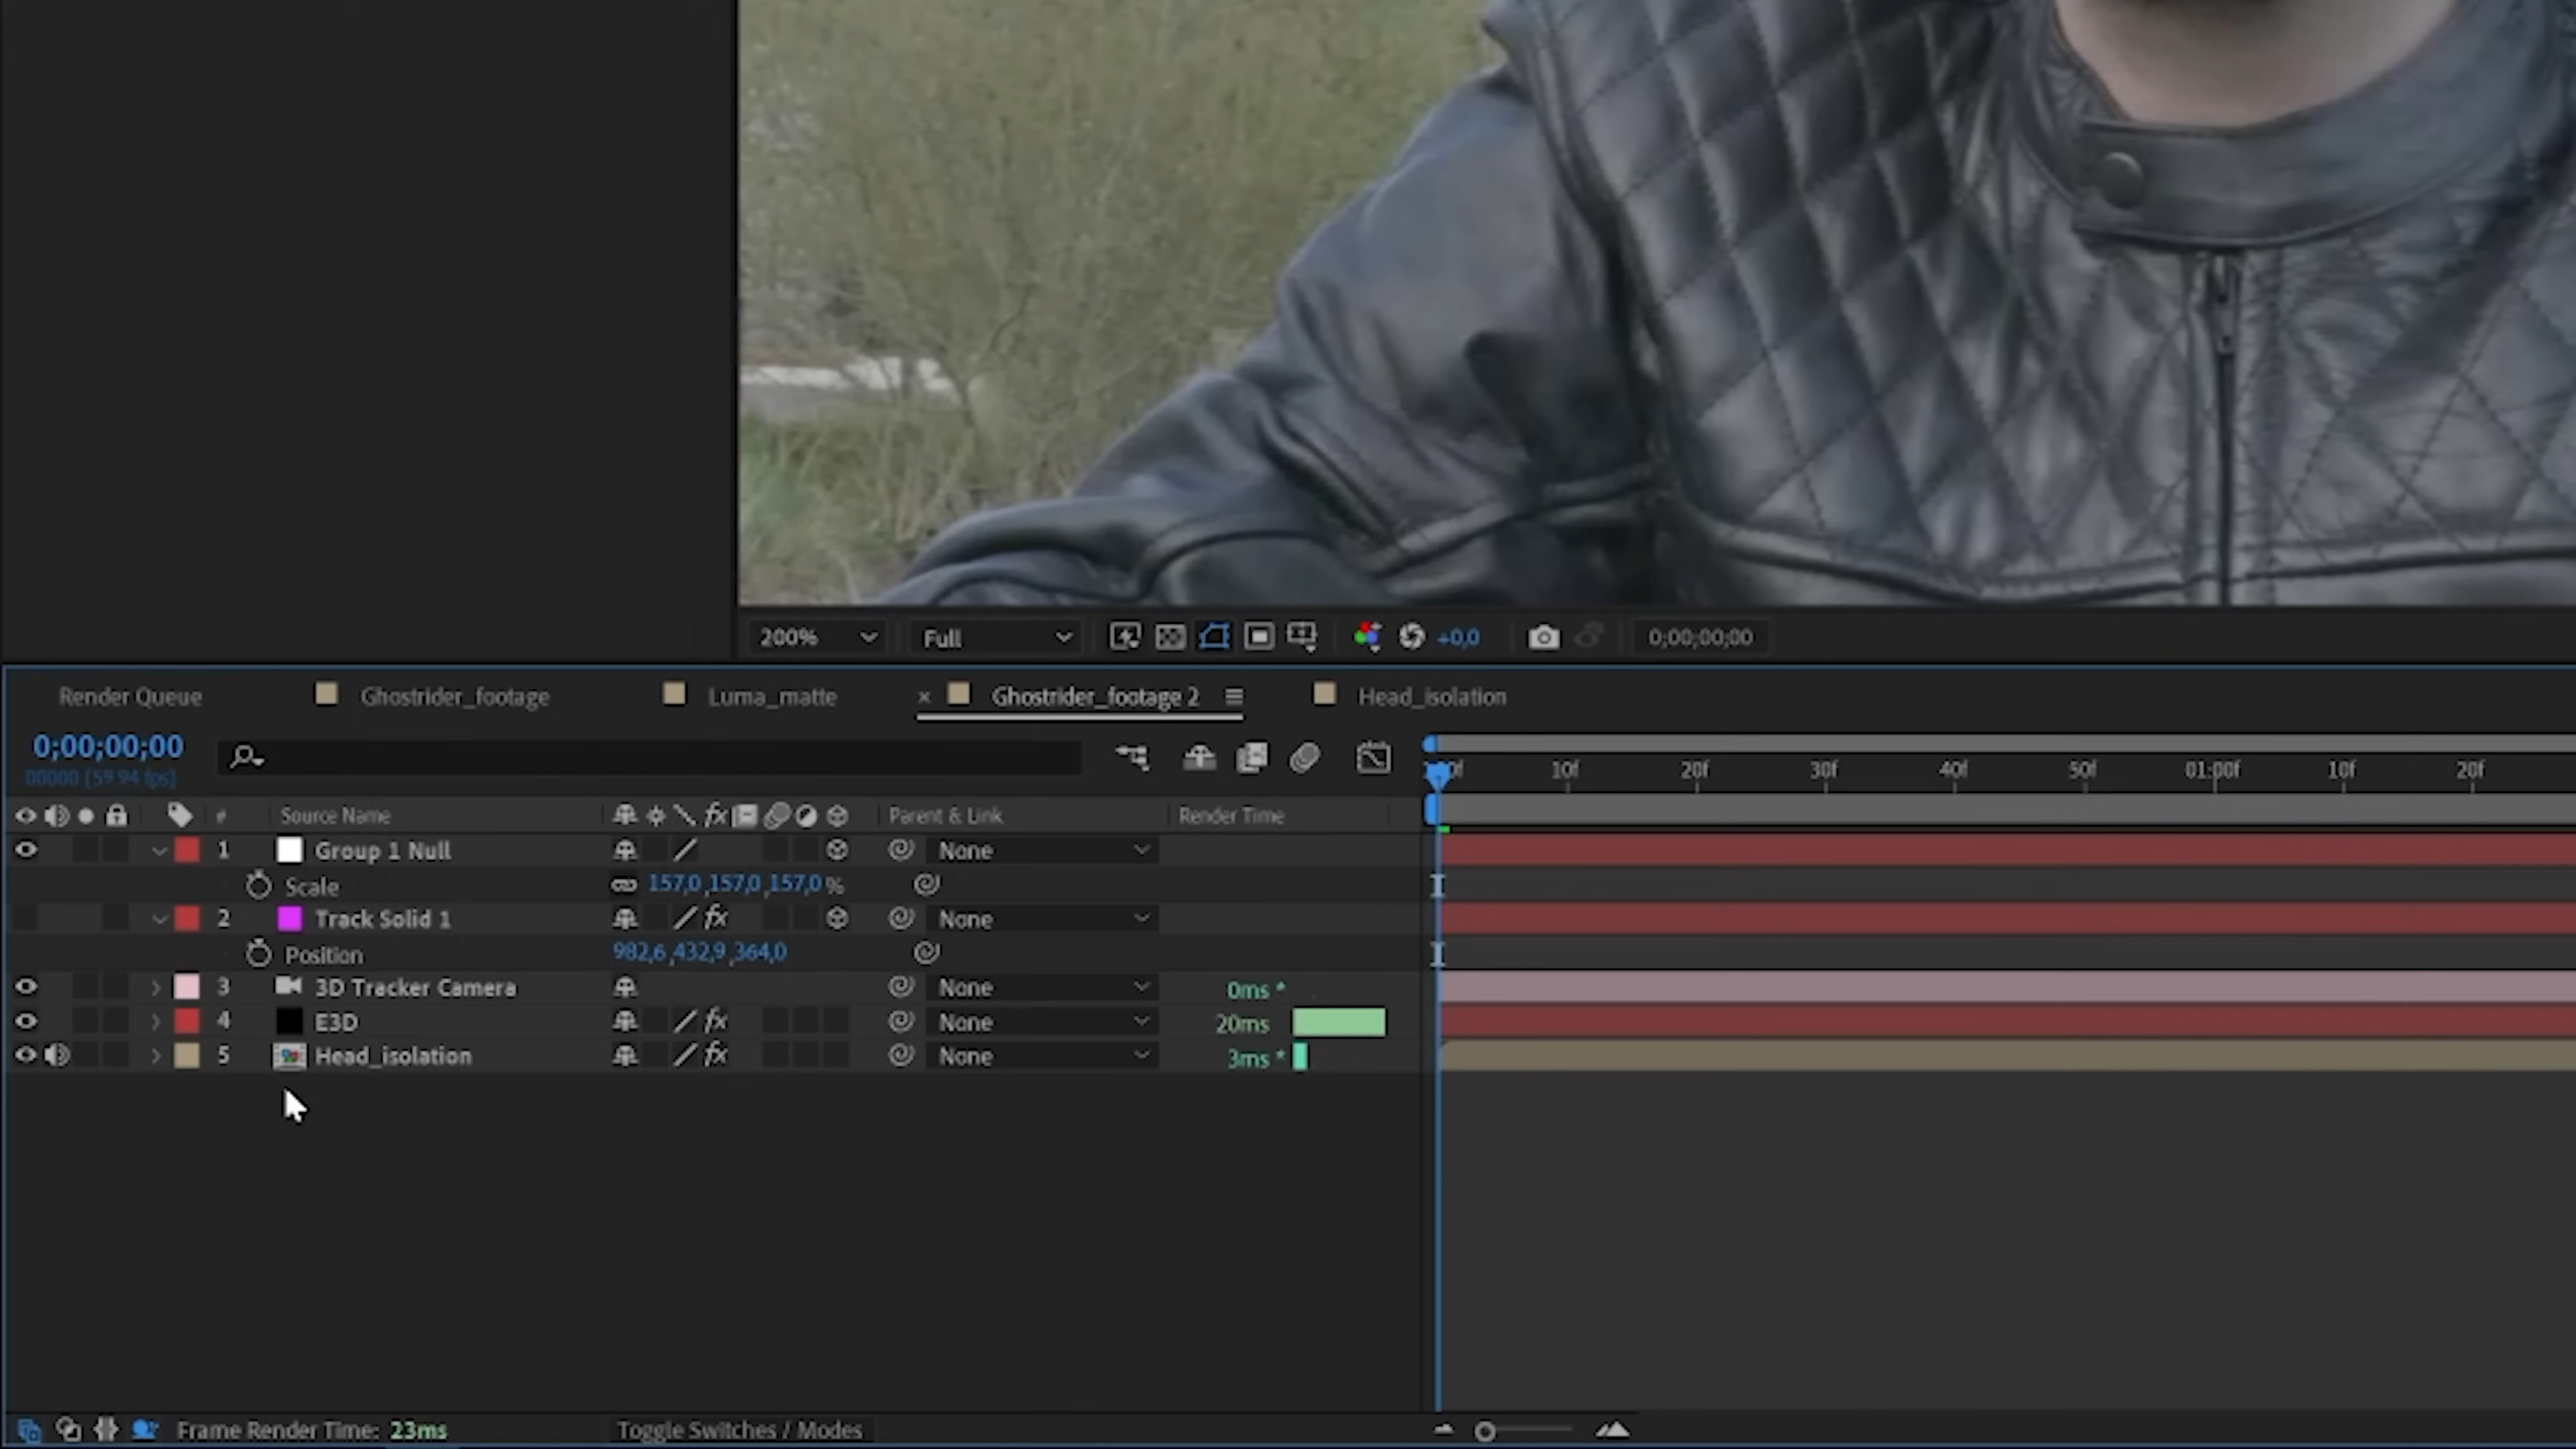 200% Full +0,0 0;00;00;00
Render Queue Ghostrider_footage Luma_matte × Ghostrider_footage 2 Head_isolation
0;00;00;00
00000 (59.94 fps)
10f 20f 30f 40f 50f 01:00f 10f 20f
# Source Name fx Parent & Link Render Time
1 Group 1 Null None
Scale 157,0,157,0,157,0%
2 Track Solid 1 fx None
Position 982,6,432,9,364,0
3 3D Tracker Camera None 0ms *
4 E3D fx None 20ms
5 Head_isolation fx None 3ms *
Frame Render Time: 23ms Toggle Switches / Modes